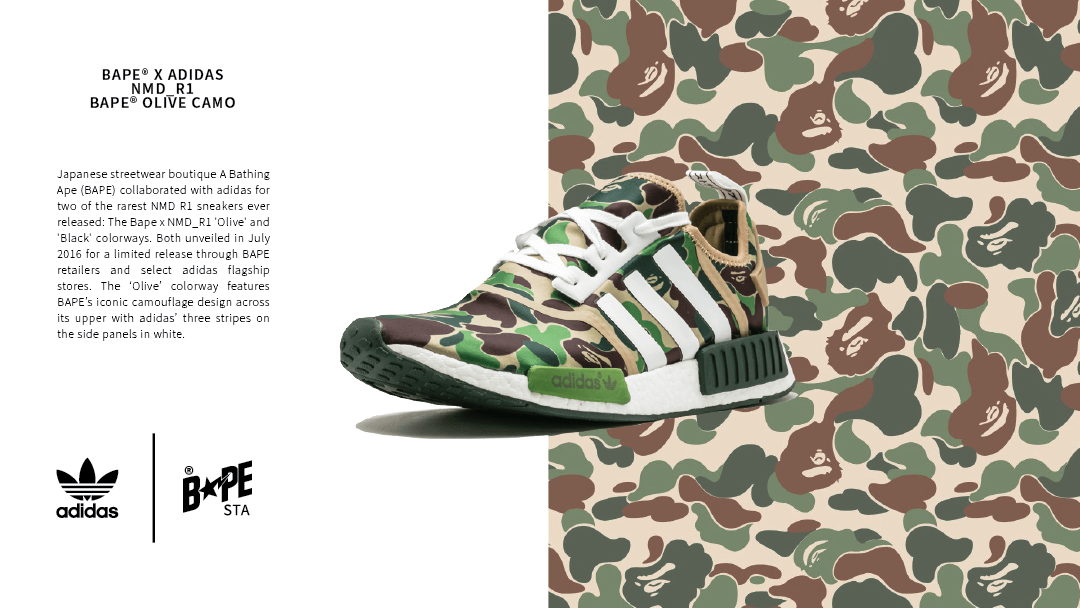 BAPE® X ADIDAS
NMD_R1
BAPE® OLIVE CAMO
Japanese streetwear boutique A Bathing
Ape (BAPE) collaborated with adidas for
two of the rarest NMD R1 sneakers ever
released: The Bape x NMD_R1 'Olive' and
'Black' colorways. Both unveiled in July
2016 for a limited release through BAPE
retailers and select adidas flagship
stores. The ‘Olive’ colorway features
BAPE’s iconic camouflage design across
its upper with adidas’ three stripes on
the side panels in white.
adidas
adidas
® BAPE
STA